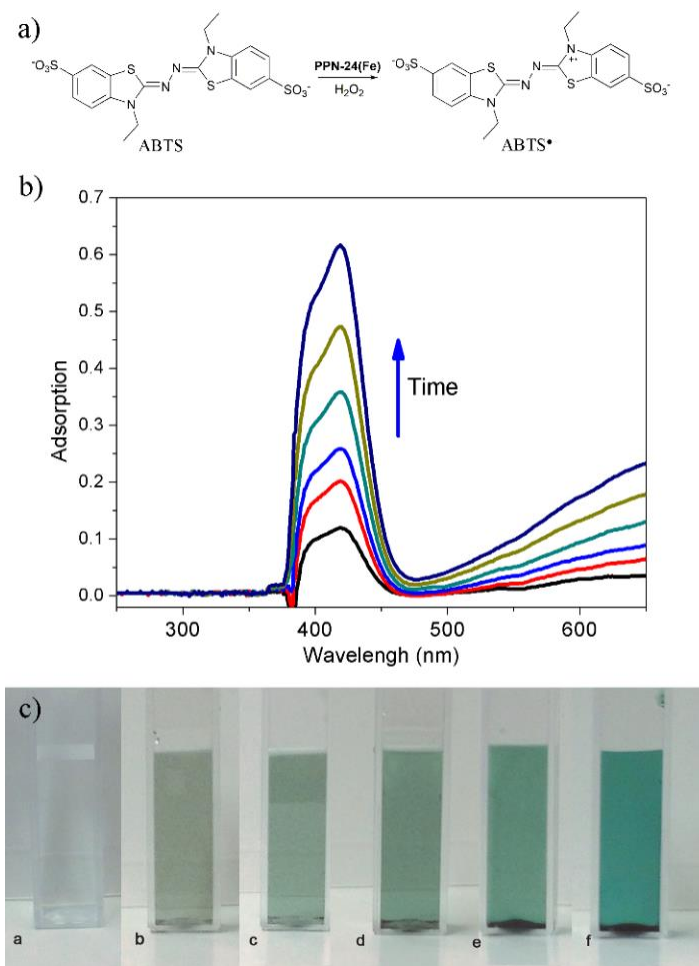 a)
⁻O₃S
S
N
N
N
S
N
SO₃⁻
ABTS
PPN-24(Fe)
H₂O₂
⁻O₃S
S
N
N
N
+•
S
N
SO₃⁻
ABTS•
b)
0.7
0.6
0.5
0.4
0.3
0.2
0.1
0.0
Adsorption
Time
300 400 500 600
Wavelengh (nm)
c)
a b c d e f